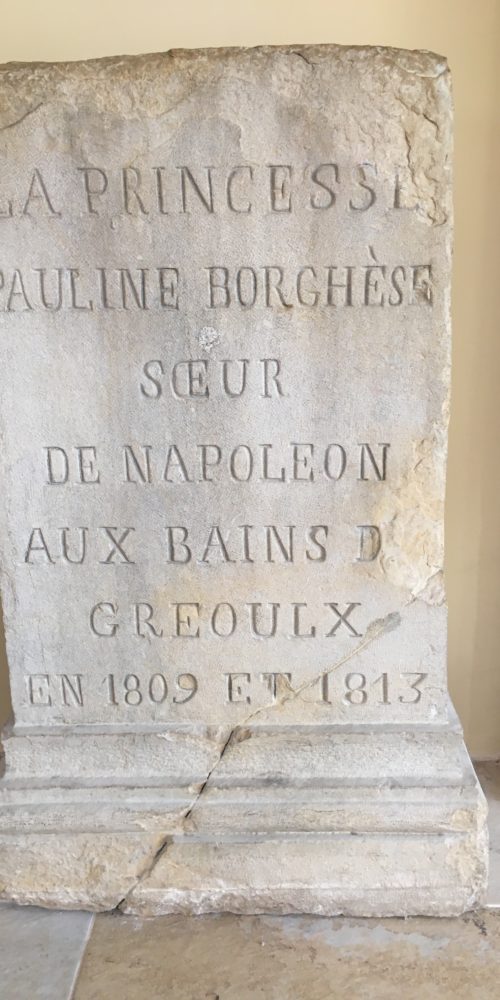 LA PRINCESSE
PAULINE BORGHÈSE
SŒUR
DE NAPOLEON
AUX BAINS D
GREOULX
EN 1809 ET 1813